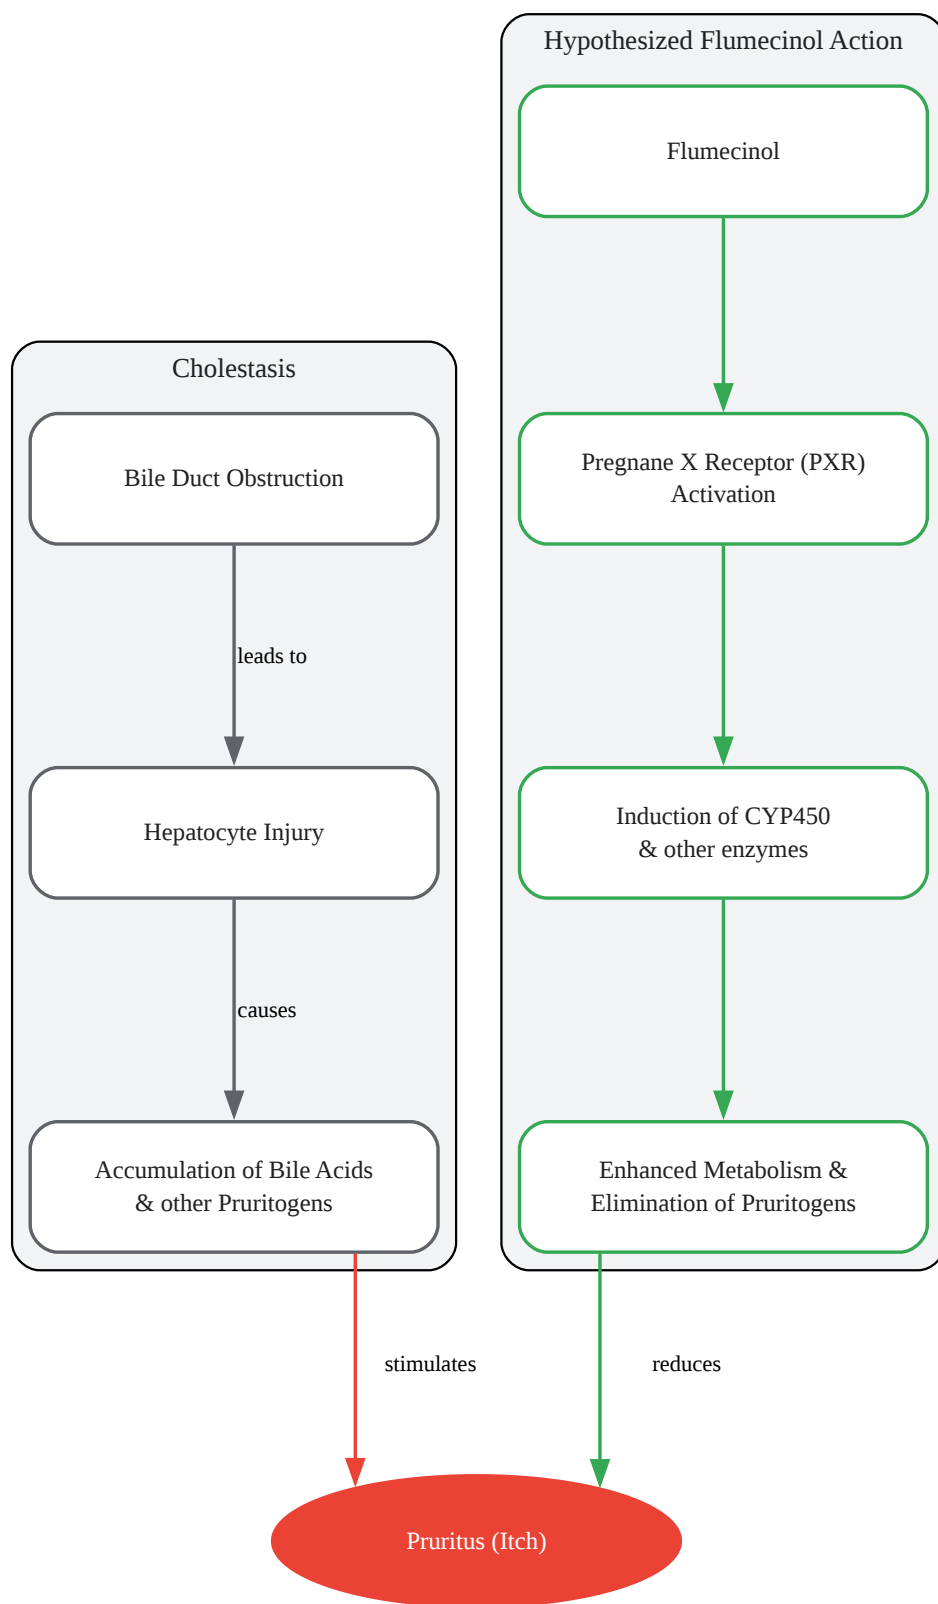 Hypothesized Flumecinol Action
Flumecinol
Cholestasis
Bile Duct Obstruction
Pregnane X Receptor (PXR)
Activation
leads to
Hepatocyte Injury
Induction of CYP450
& other enzymes
causes
Accumulation of Bile Acids
& other Pruritogens
Enhanced Metabolism &
Elimination of Pruritogens
stimulates
reduces
Pruritus (Itch)